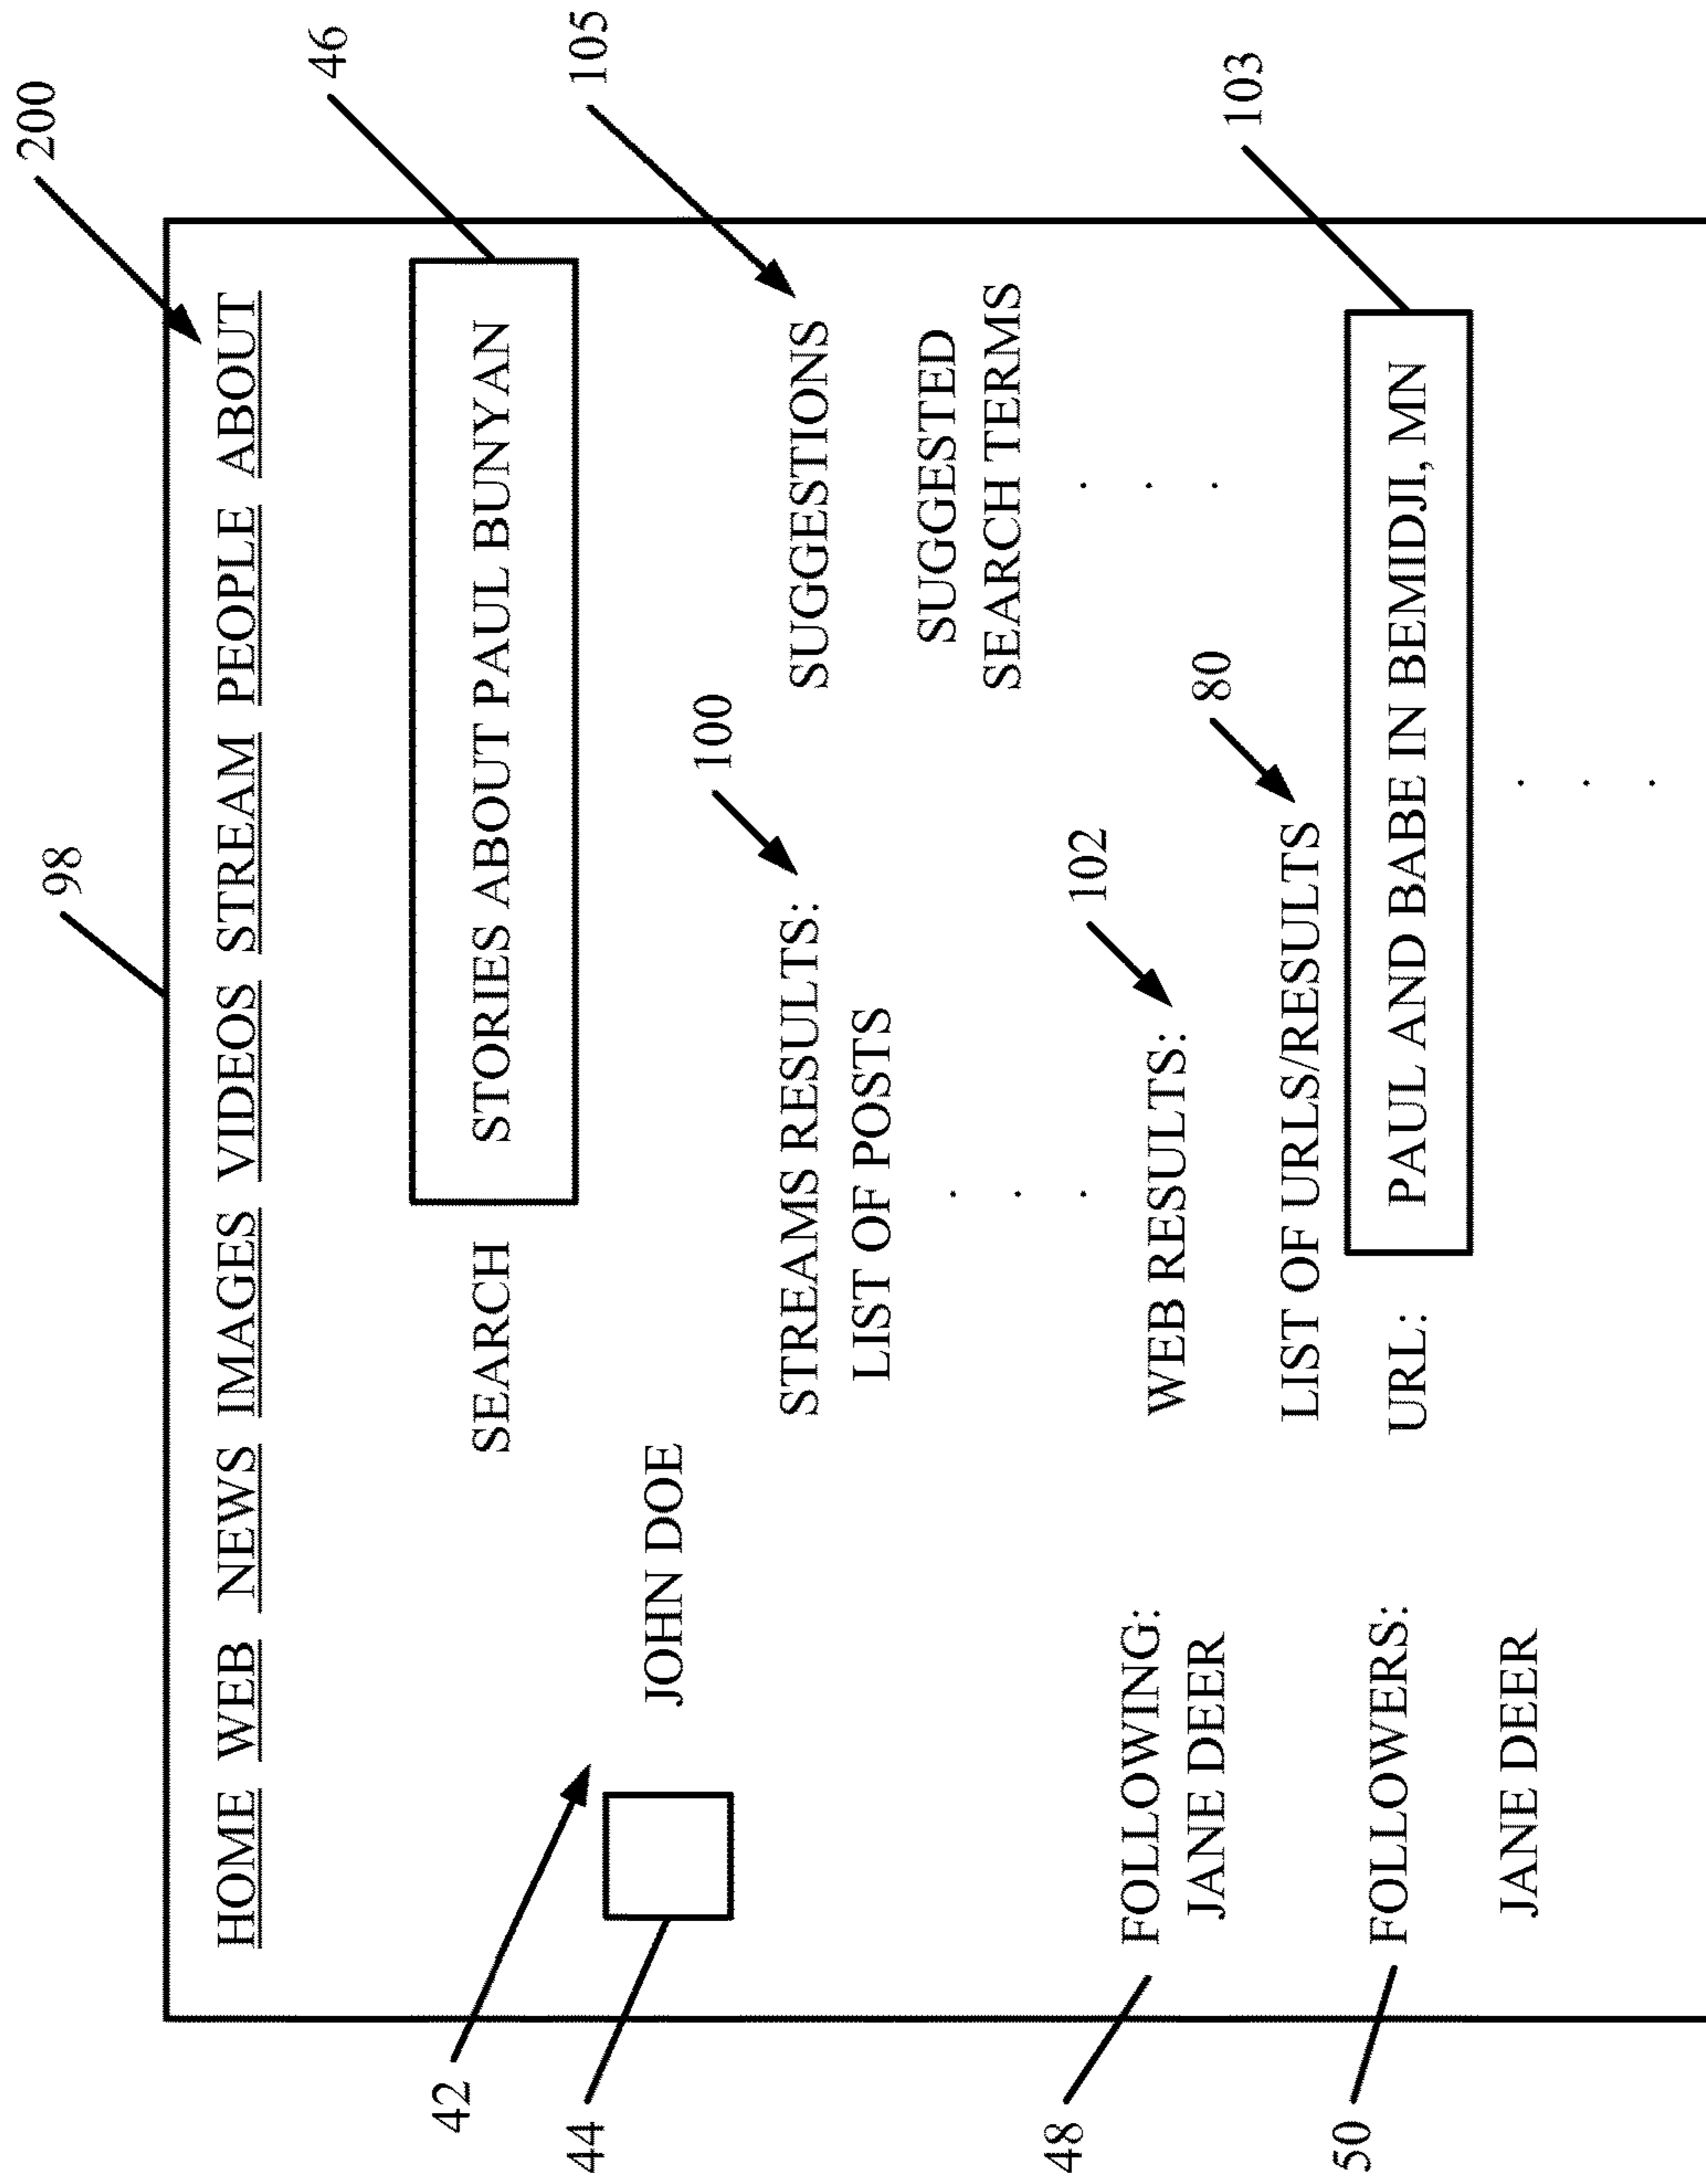 98
200
HOME WEB NEWS IMAGES VIDEOS STREAM PEOPLE ABOUT
46
SEARCH STORIES ABOUT PAUL BUNYAN
42
44
JOHN DOE
105
100
STREAMS RESULTS:
LIST OF POSTS
.
.
.
SUGGESTIONS
SUGGESTED
SEARCH TERMS
.
.
.
48
FOLLOWING:
JANE DEER
102
WEB RESULTS:
80
LIST OF URLS/RESULTS
103
URL: PAUL AND BABE IN BEMIDJI, MN
.
.
.
50
FOLLOWERS:
JANE DEER